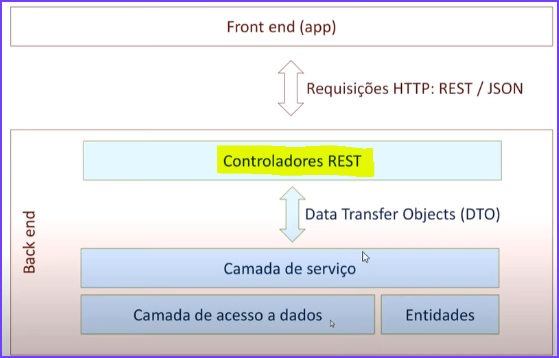 Front end (app)
Requisições HTTP: REST / JSON
Controladores REST
Data Transfer Objects (DTO)
Back end
Camada de serviço
Camada de acesso a dados
Entidades